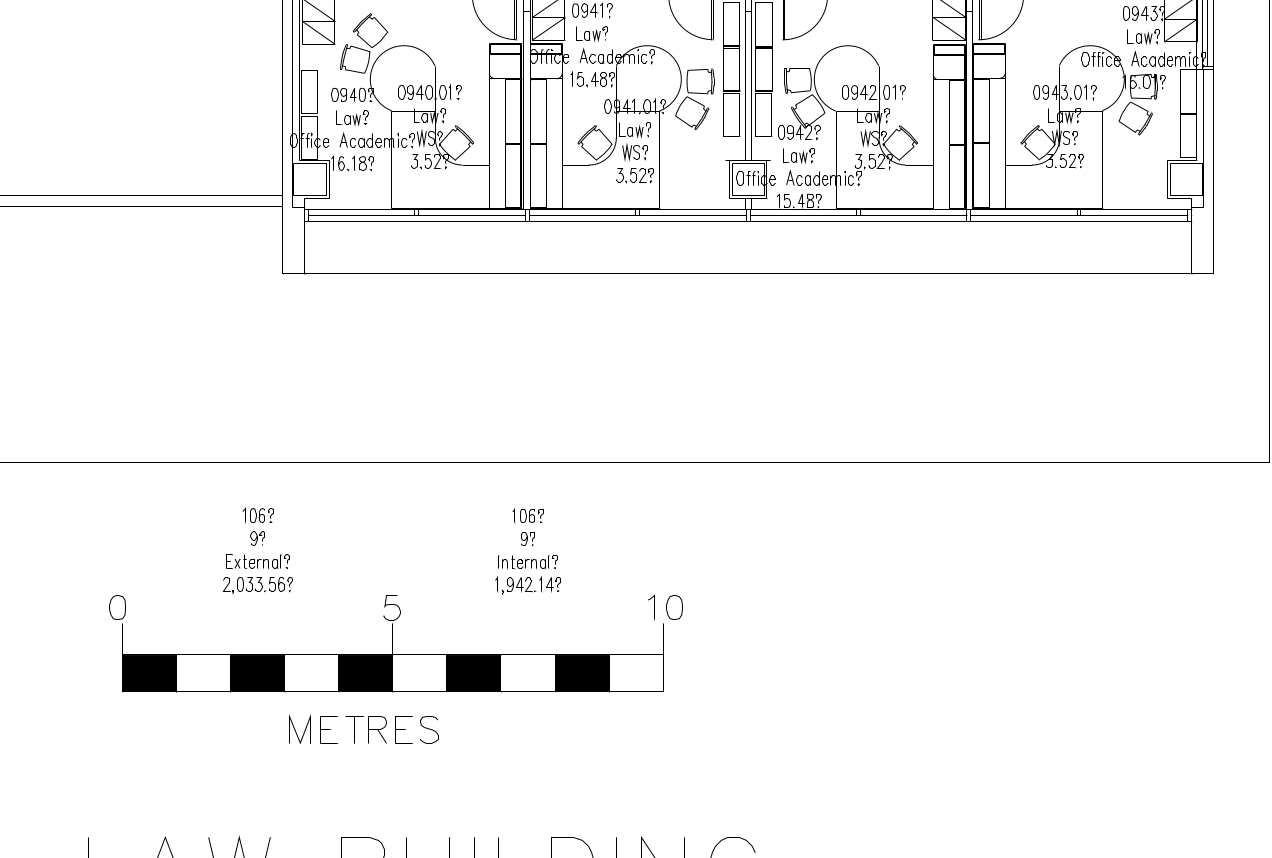 0940?
Law?
Office Academic?
16.18?
0940.01?
Law?
WS?
3.52?
0941?
Law?
Office Academic?
15.48?
0941.01?
Law?
WS?
3.52?
0942?
Law?
Office Academic?
15.48?
0942.01?
Law?
WS?
3.52?
0943.01?
Law?
WS?
3.52?
0943?
Law?
Office Academic?
106?
9?
External?
2,033.56?
106?
9?
Internal?
1,942.14?
0 5 10
METRES
LAW BUILDING